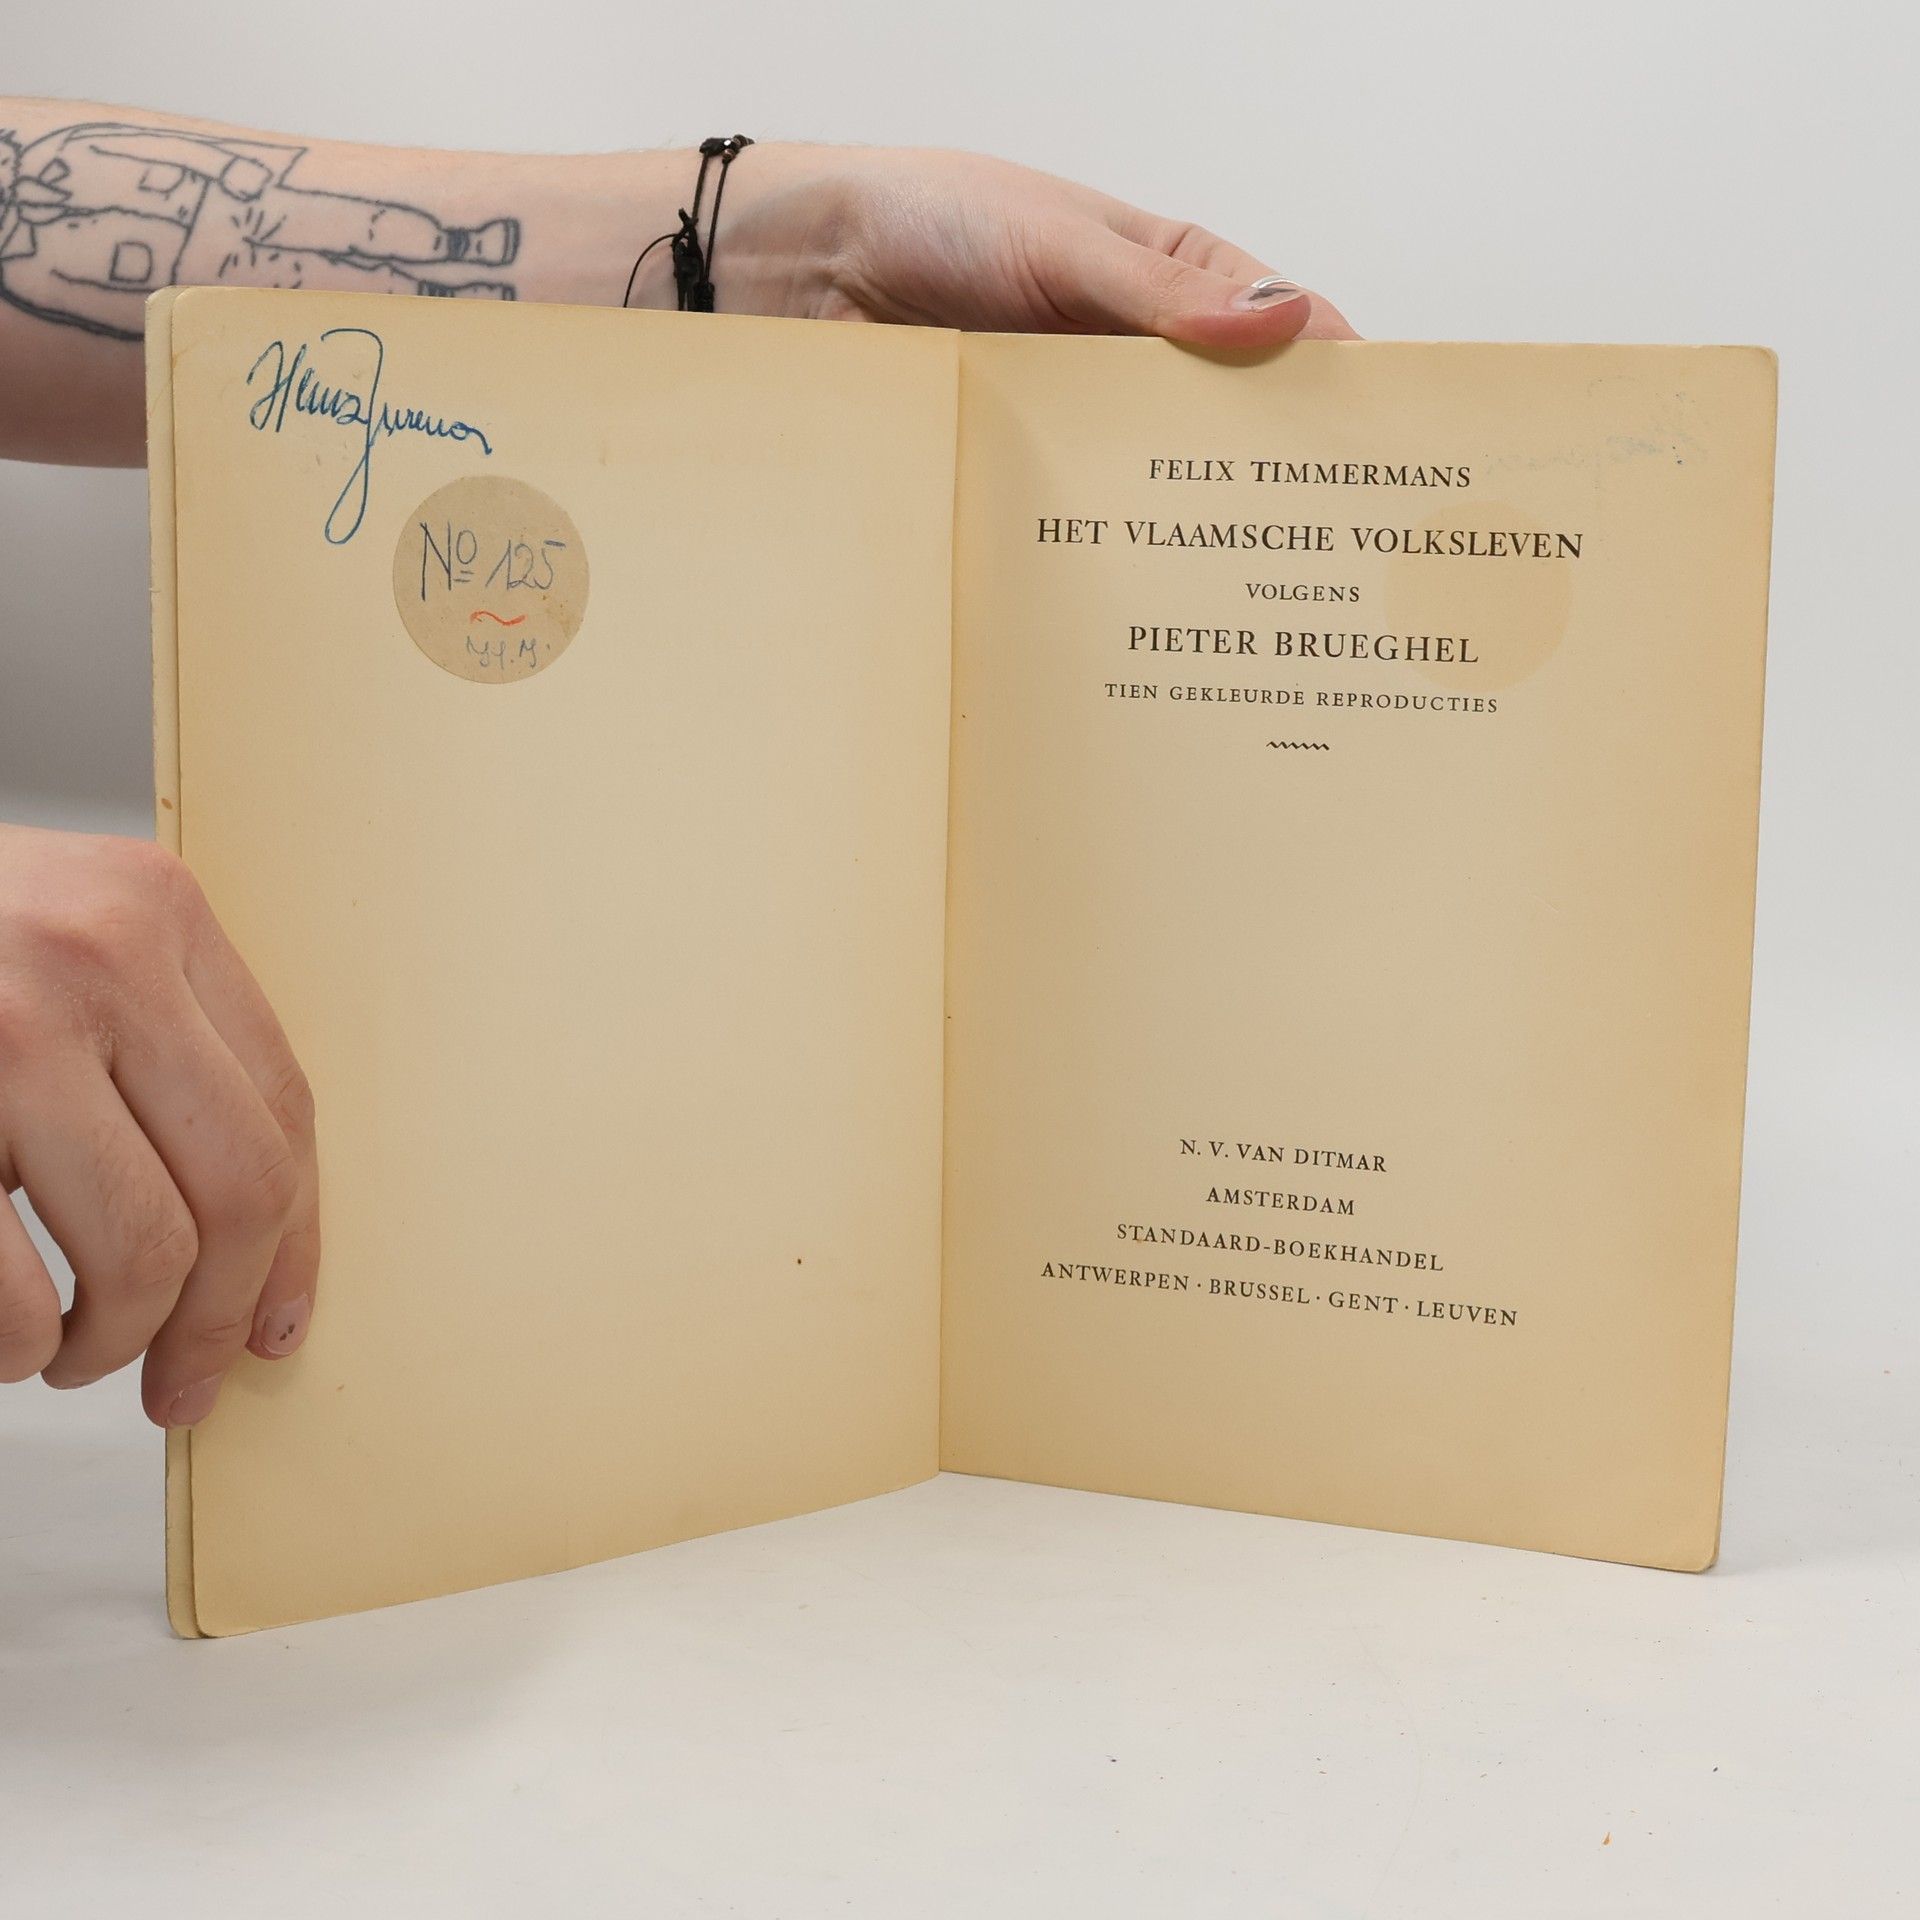 Nº 125
FELIX TIMMERMANS
HET VLAAMSCHE VOLKSLEVEN
VOLGENS
PIETER BRUEGHEL
TIEN GEKLEURDE REPRODUCTIES
N. V. VAN DITMAR
AMSTERDAM
STANDAARD-BOEKHANDEL
ANTWERPEN · BRUSSEL · GENT · LEUVEN